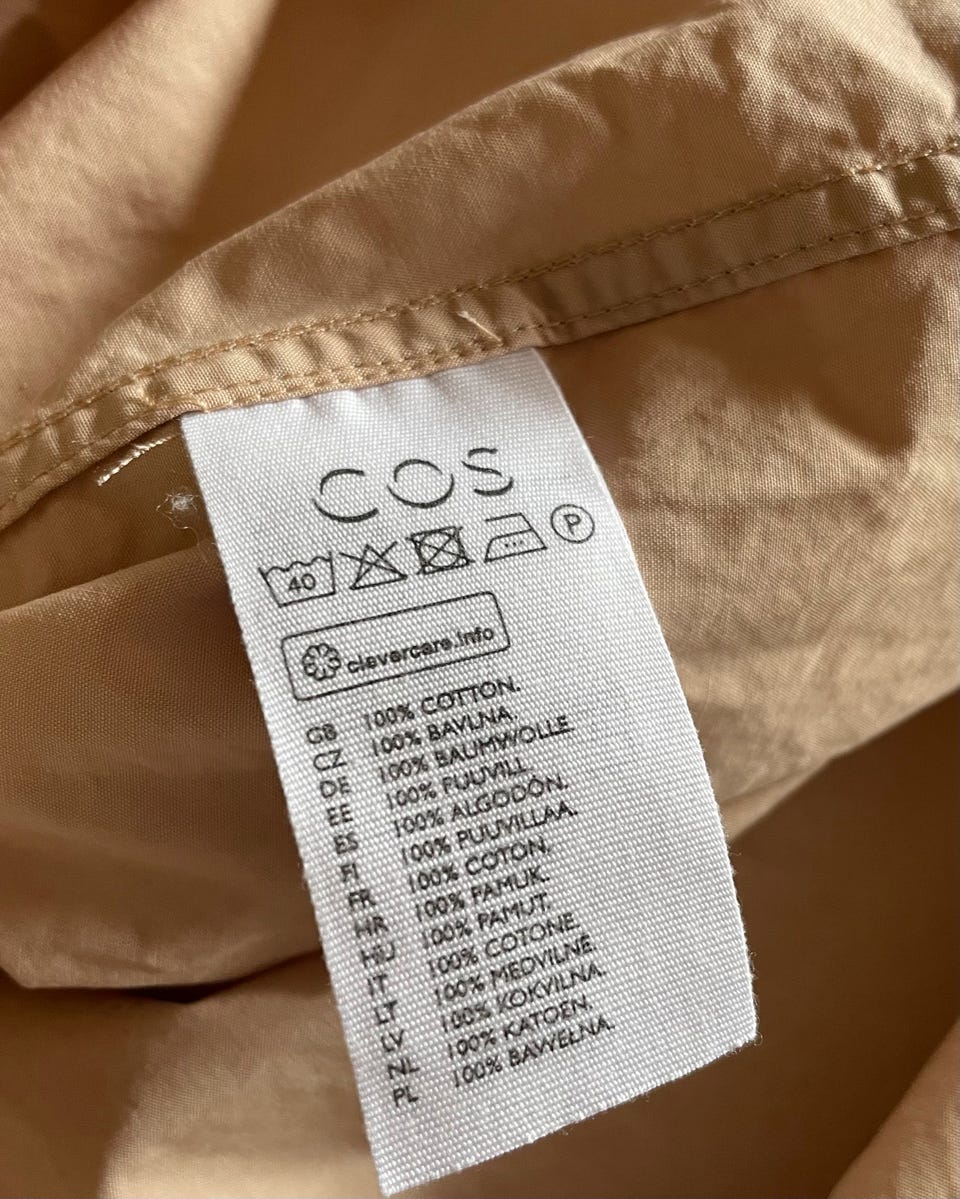 COS
40 P
clevercare.info
GB 100% COTTON.
CZ 100% BAVLNA.
DE 100% BAUMWOLLE
EE 100% PUUVILL.
ES 100% ALGODÓN.
FI 100% PUUVILLAA.
FR 100% COTON.
HR 100% PAMUK.
HU 100% PAMUT.
IT 100% COTONE.
LT 100% MEDVILNE.
LV 100% KOKVILNA.
NL 100% KATOEN.
PL 100% BAWEŁNA.